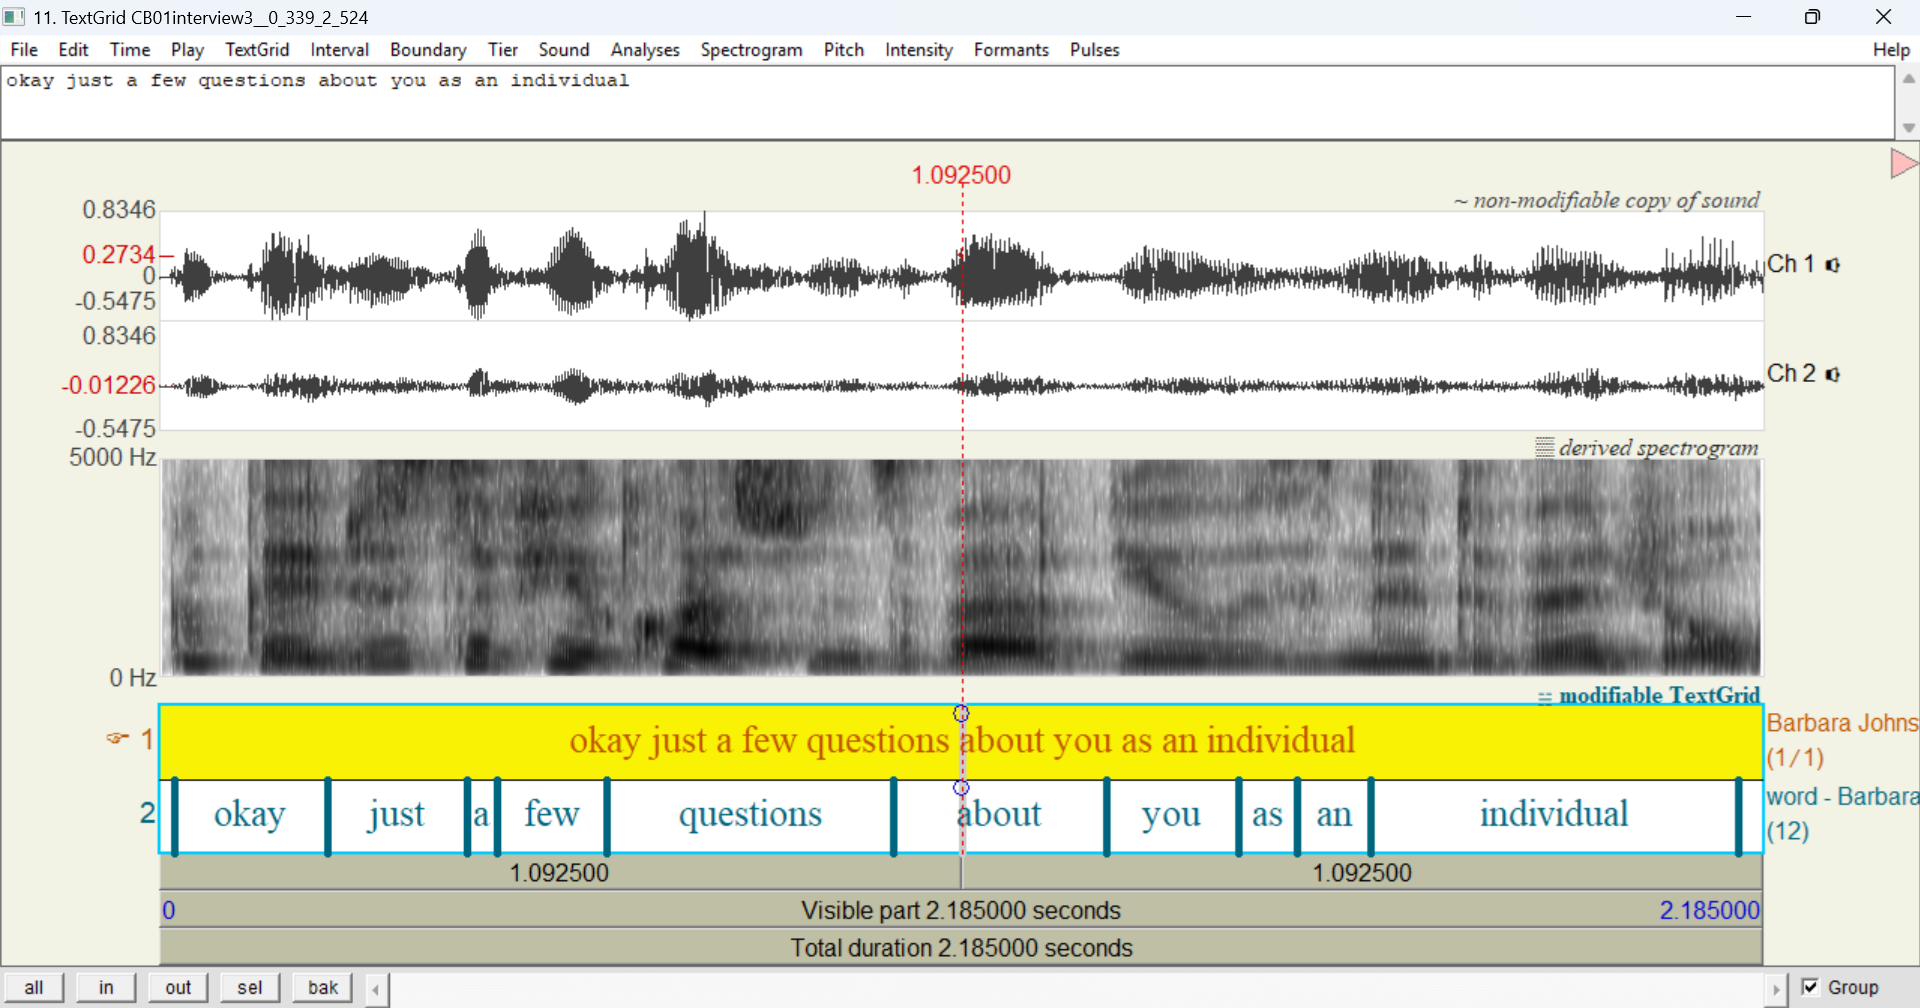 11. TextGrid CB01interview3__0_339_2_524
File Edit Time Play TextGrid Interval Boundary Tier Sound Analyses Spectrogram Pitch Intensity Formants Pulses Help
okay just a few questions about you as an individual
1.092500
~ non-modifiable copy of sound
0.8346
0.2734
0
-0.5475
Ch 1
0.8346
-0.01226
-0.5475
Ch 2
derived spectrogram
5000 Hz
0 Hz
modifiable TextGrid
1 okay just a few questions about you as an individual Barbara Johns
(1/1)
2 okay just a few questions about you as an individual word - Barbara
(12)
1.092500 1.092500
0 Visible part 2.185000 seconds 2.185000
Total duration 2.185000 seconds
all in out sel bak Group